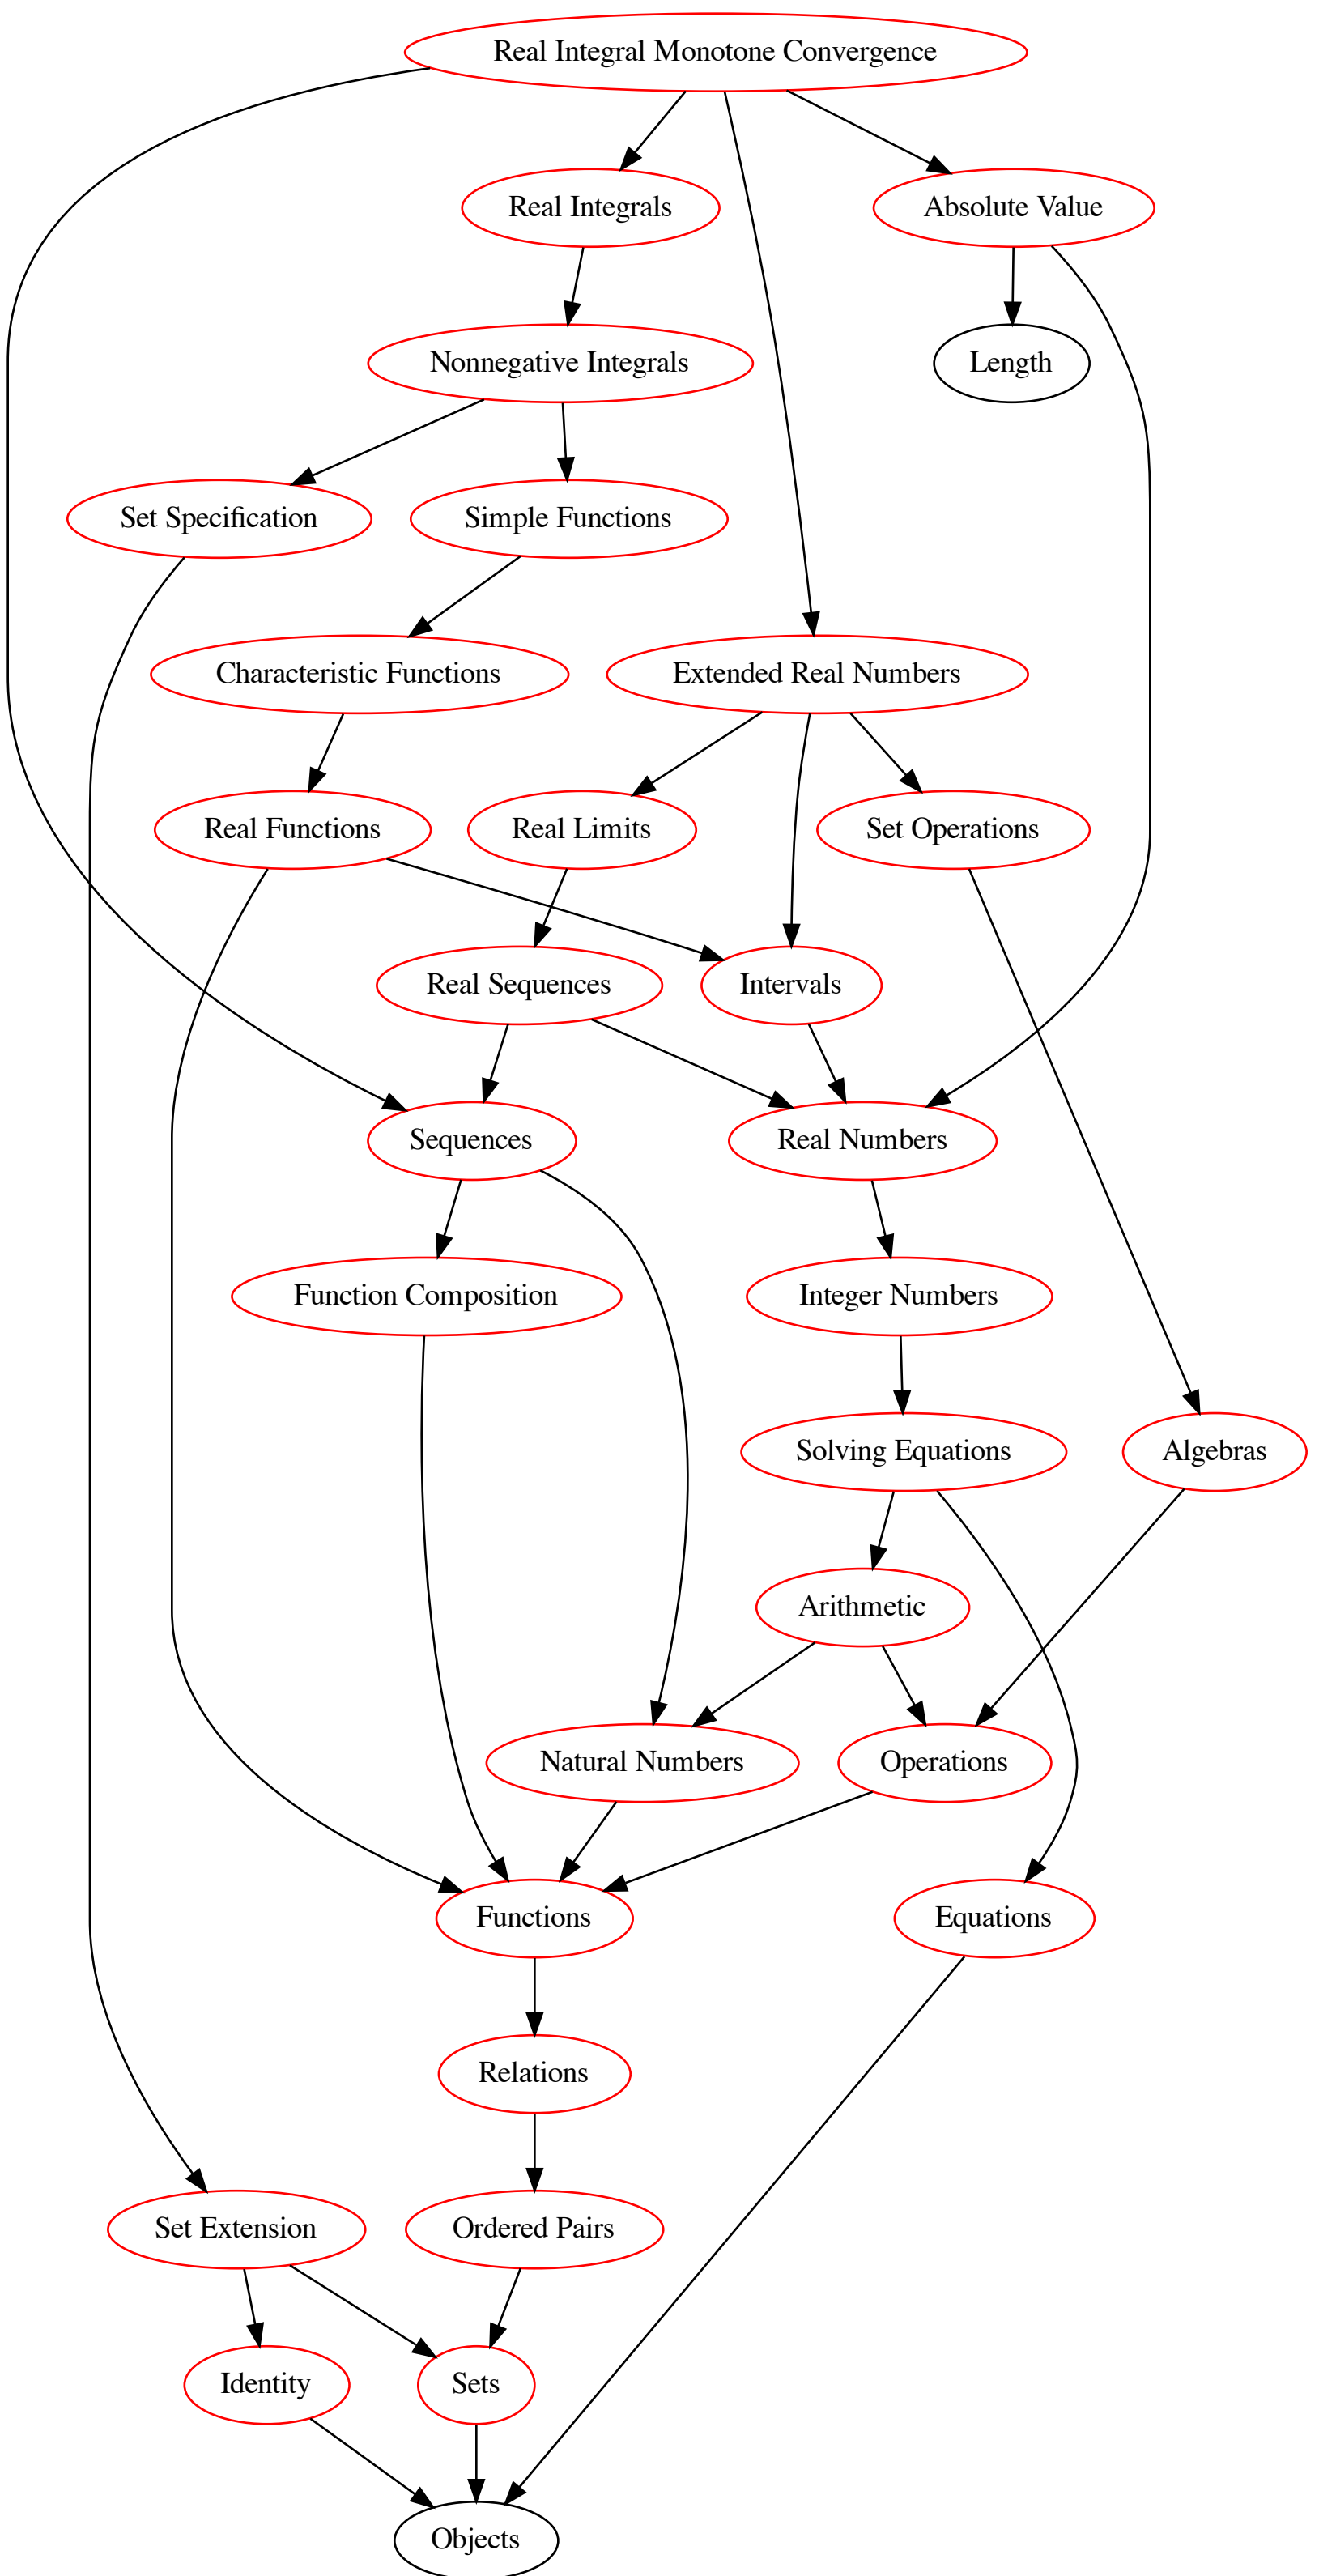 Real Integral Monotone Convergence
Real Integrals
Absolute Value
Nonnegative Integrals
Length
Set Specification
Simple Functions
Characteristic Functions
Extended Real Numbers
Real Functions
Real Limits
Set Operations
Real Sequences
Intervals
Sequences
Real Numbers
Function Composition
Integer Numbers
Solving Equations
Algebras
Arithmetic
Natural Numbers
Operations
Functions
Equations
Relations
Set Extension
Ordered Pairs
Identity
Sets
Objects